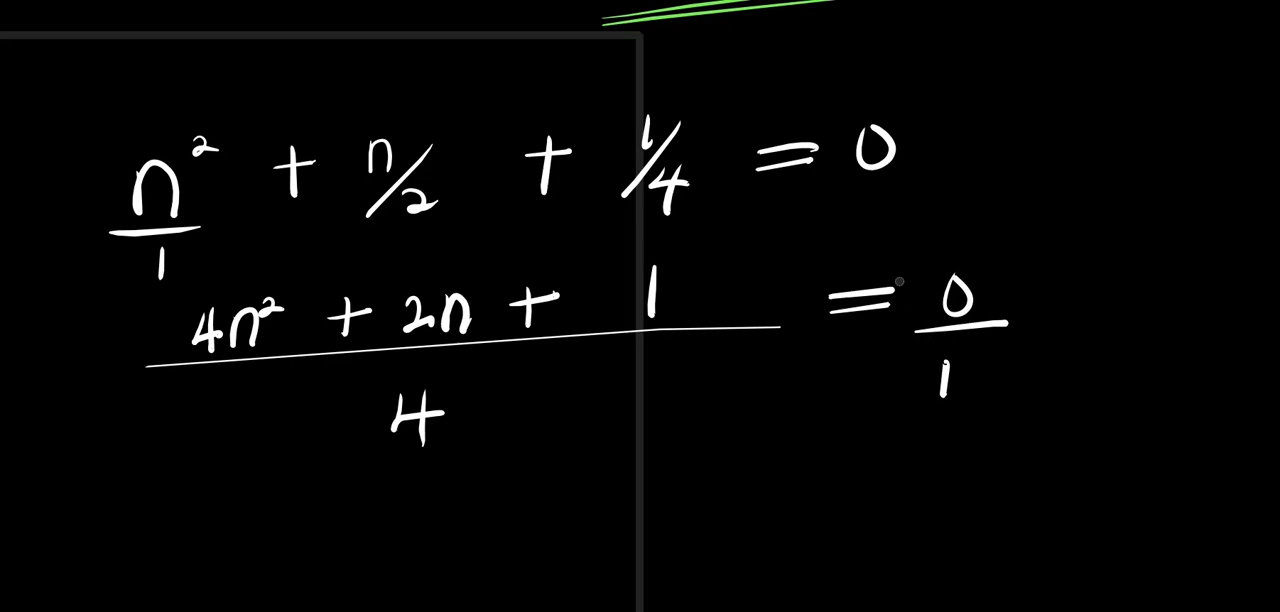 n²/1 + n/2 + 1/4 = 0
(4n² + 2n + 1)/4 = 0/1